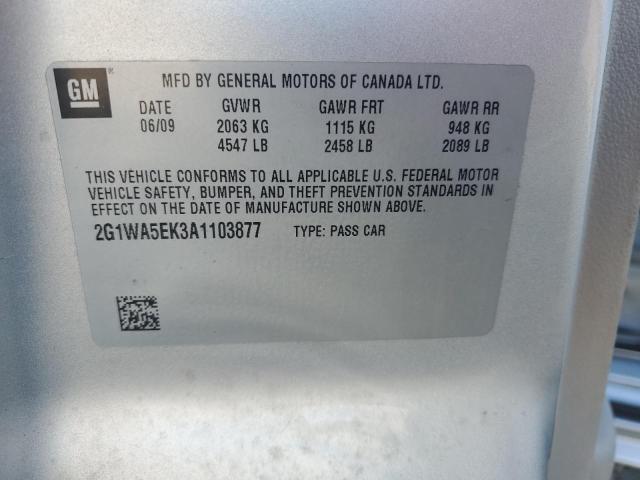 GM ® MFD BY GENERAL MOTORS OF CANADA LTD.
DATE GVWR GAWR FRT GAWR RR
06/09 2063 KG 1115 KG 948 KG
4547 LB 2458 LB 2089 LB
THIS VEHICLE CONFORMS TO ALL APPLICABLE U.S. FEDERAL MOTOR
VEHICLE SAFETY, BUMPER, AND THEFT PREVENTION STANDARDS IN
EFFECT ON THE DATE OF MANUFACTURE SHOWN ABOVE.
2G1WA5EK3A1103877 TYPE: PASS CAR